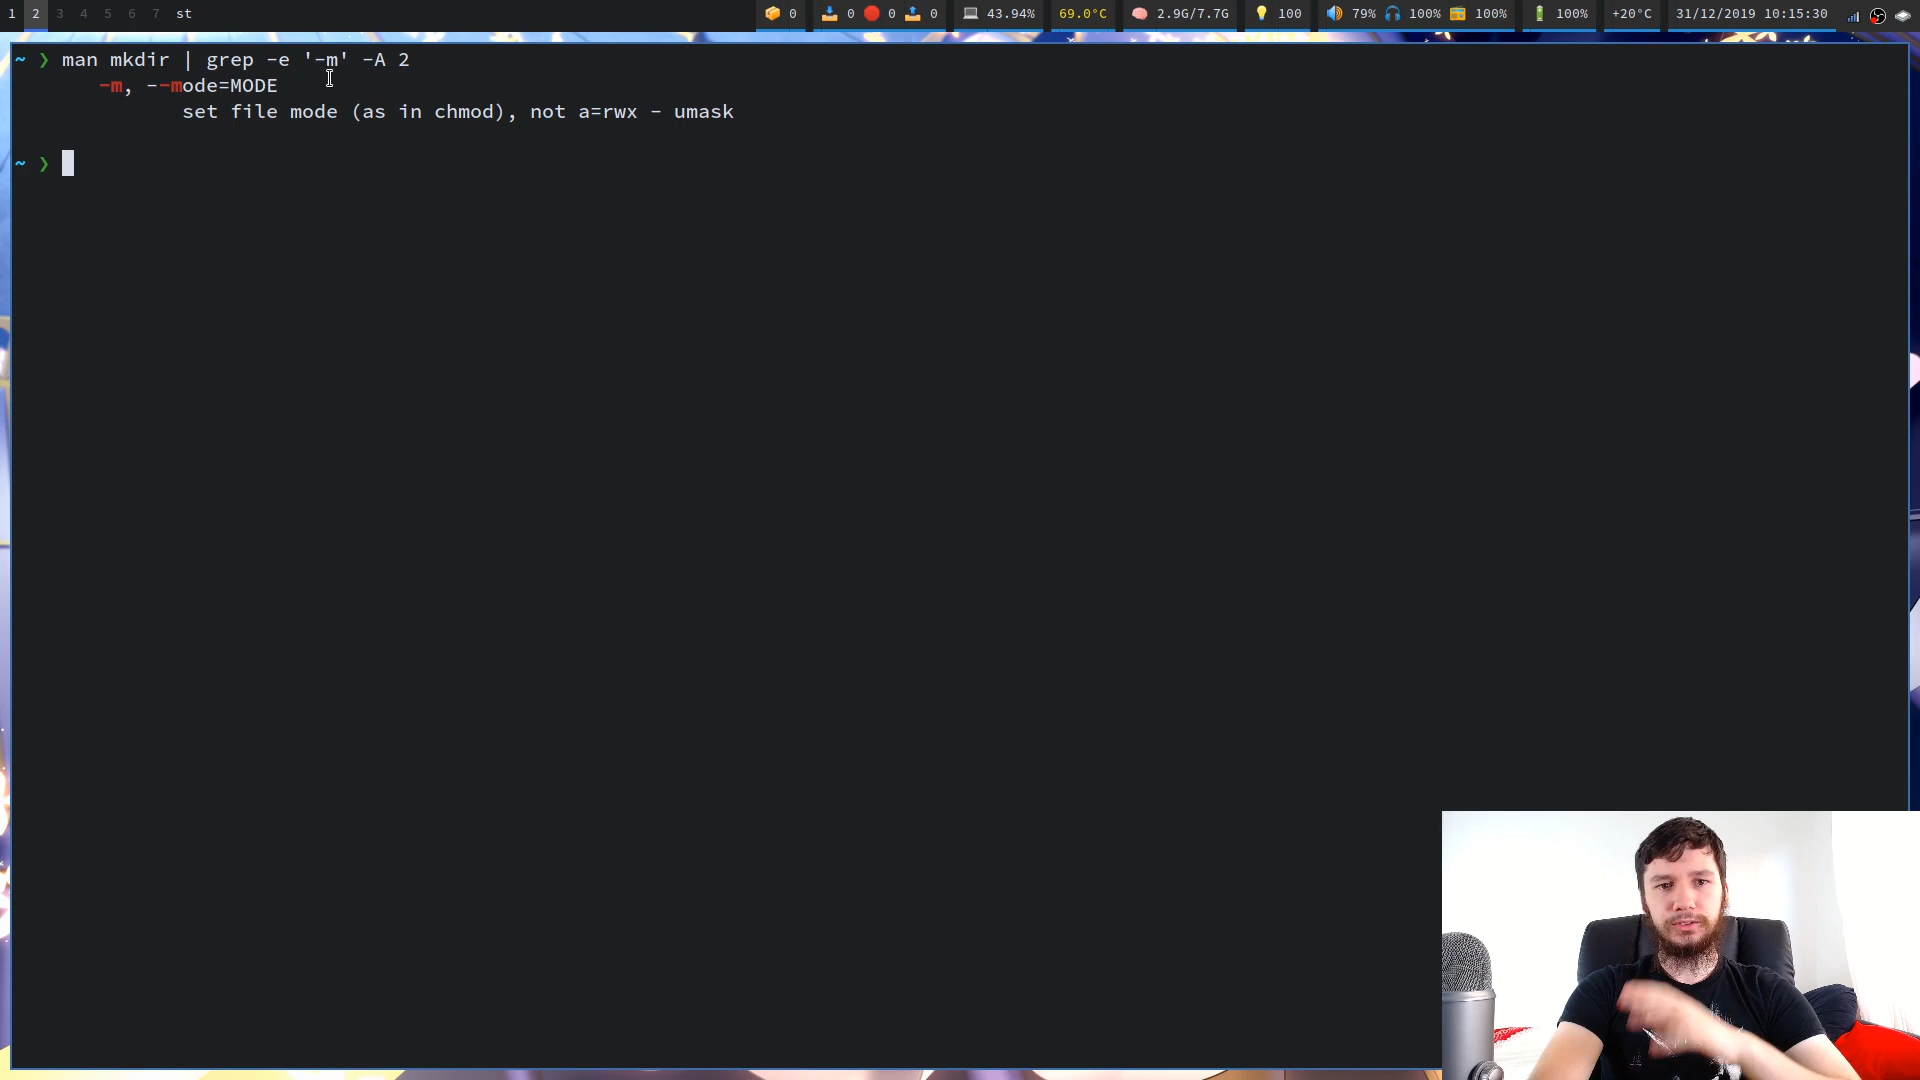 1 2 3 4 5 6 7 st 0 0 0 0 43.94% 69.0°C 2.9G/7.7G 100 79% 100% 100% 100% +20°C 31/12/2019 10:15:30
~ ❯ man mkdir | grep -e '-m' -A 2
-m, --mode=MODE
set file mode (as in chmod), not a=rwx - umask
~ ❯